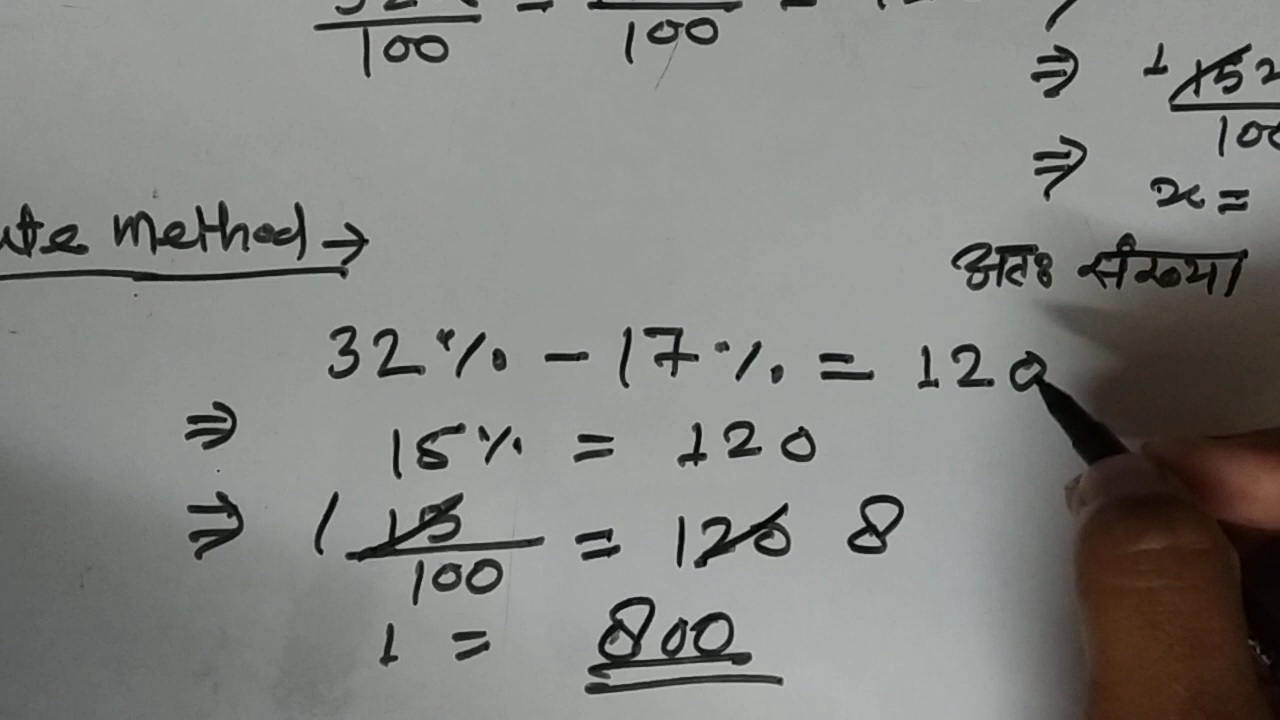 100 100
⇒ 1 152
100
⇒ x =
method →
अतः संख्या
32% - 17% = 120
⇒ 15% = 120
⇒ 1 15/100 = 120 8
1 = 800